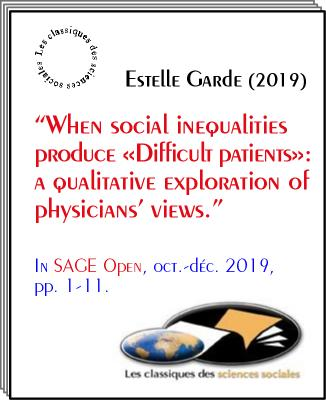 Les classiques des sciences sociales
Estelle Garde (2019)
“When social inequalities
produce «Difficult patients»:
a qualitative exploration of
physicians’ views.”
In SAGE Open, oct.-déc. 2019,
pp. 1-11.
Les classiques des sciences sociales